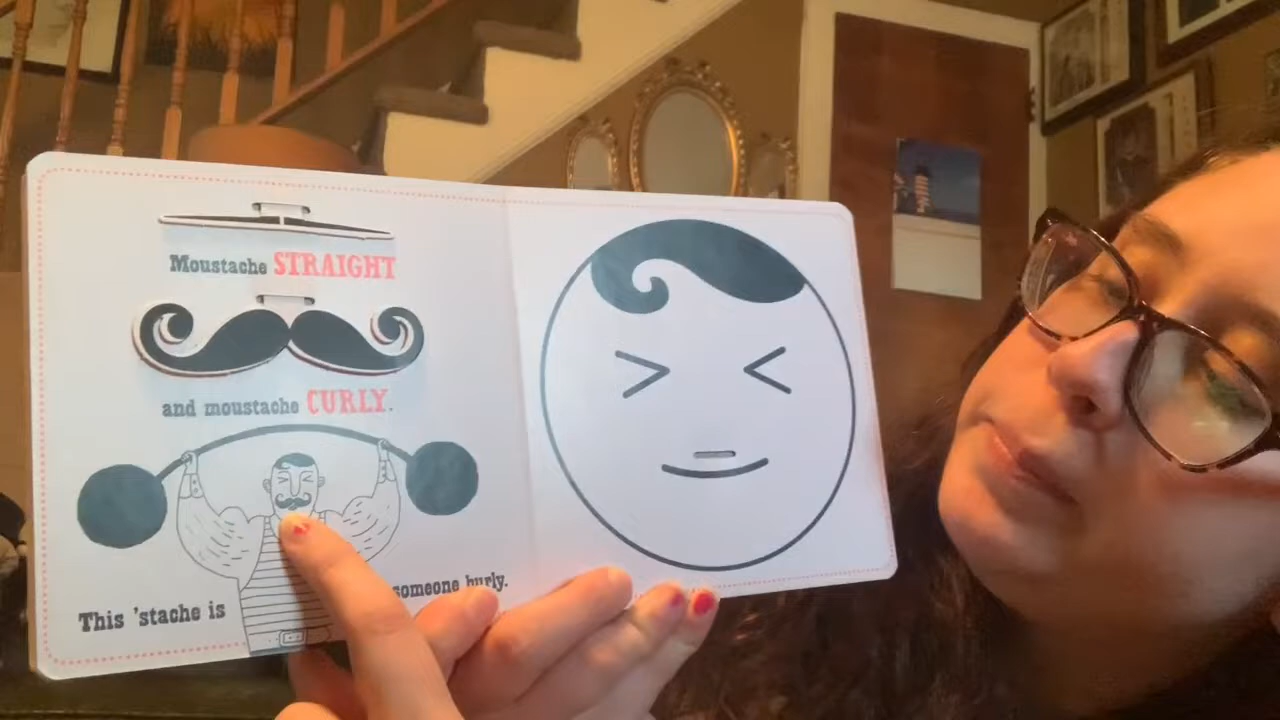 Moustache STRAIGHT
and moustache CURLY.
This 'stache is someone burly.